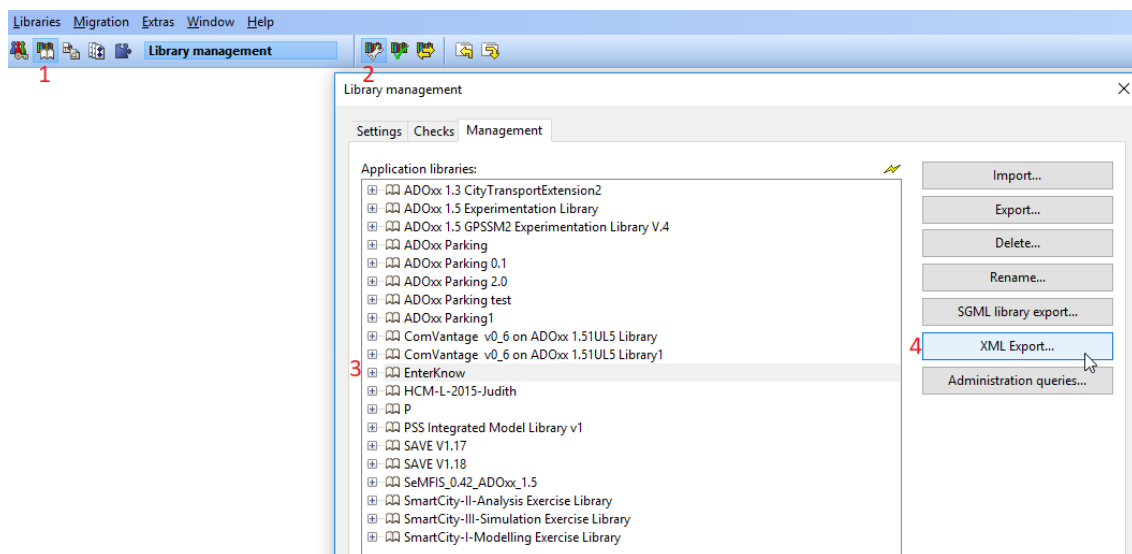 Libraries Migration Extras Window Help
Library management
1
2
Library management
Settings Checks Management
Application libraries:
ADOxx 1.3 CityTransportExtension2
ADOxx 1.5 Experimentation Library
ADOxx 1.5 GPSSM2 Experimentation Library V.4
ADOxx Parking
ADOxx Parking 0.1
ADOxx Parking 2.0
ADOxx Parking test
ADOxx Parking1
ComVantage v0_6 on ADOxx 1.51UL5 Library
ComVantage v0_6 on ADOxx 1.51UL5 Library1
3 EnterKnow
HCM-L-2015-Judith
P
PSS Integrated Model Library v1
SAVE V1.17
SAVE V1.18
SeMFIS_0.42_ADOxx_1.5
SmartCity-II-Analysis Exercise Library
SmartCity-III-Simulation Exercise Library
SmartCity-I-Modelling Exercise Library
Import...
Export...
Delete...
Rename...
SGML library export...
4 XML Export...
Administration queries...